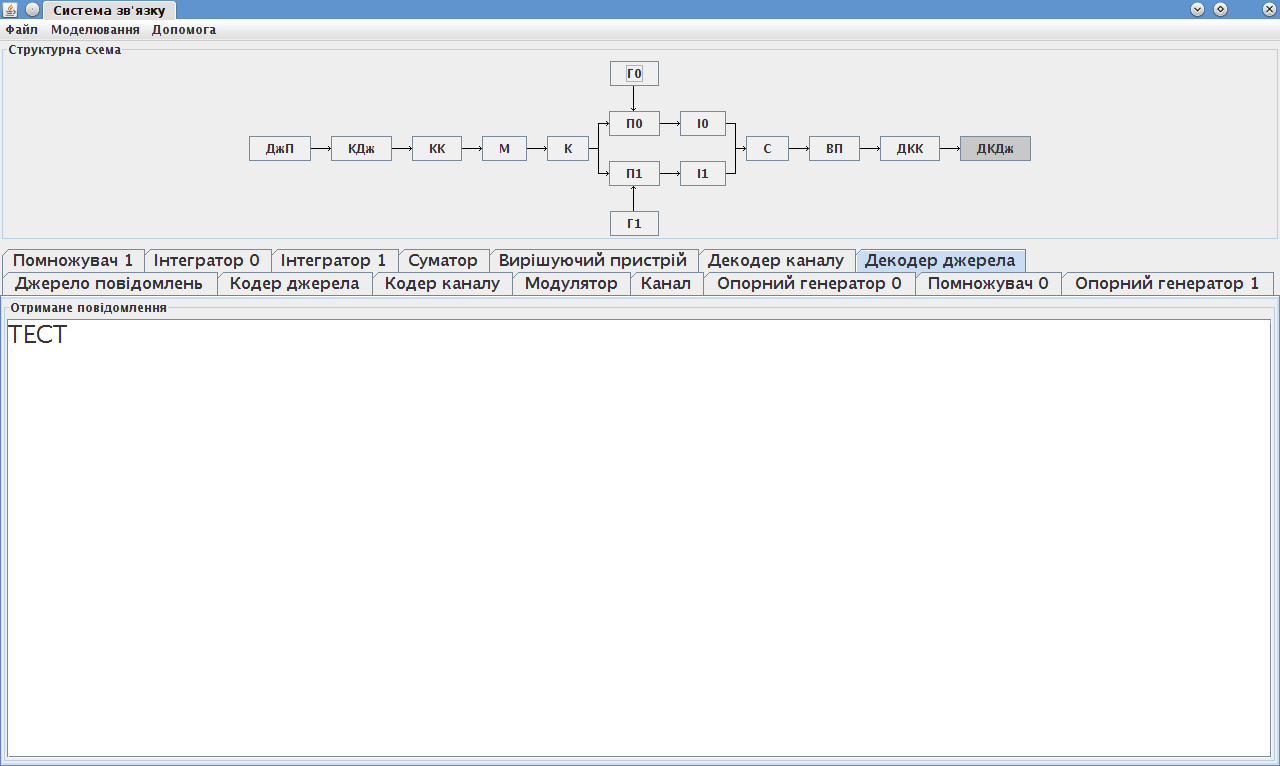 Система зв'язку
Файл Моделювання Допомога
Структурна схема
Г0
П0 І0
ДжП КДж КК М К С ВП ДКК ДКДж
П1 І1
Г1
Помножувач 1 Інтегратор 0 Інтегратор 1 Суматор Вирішуючий пристрій Декодер каналу Декодер джерела
Джерело повідомлень Кодер джерела Кодер каналу Модулятор Канал Опорний генератор 0 Помножувач 0 Опорний генератор 1
Отримане повідомлення
ТЕСТ